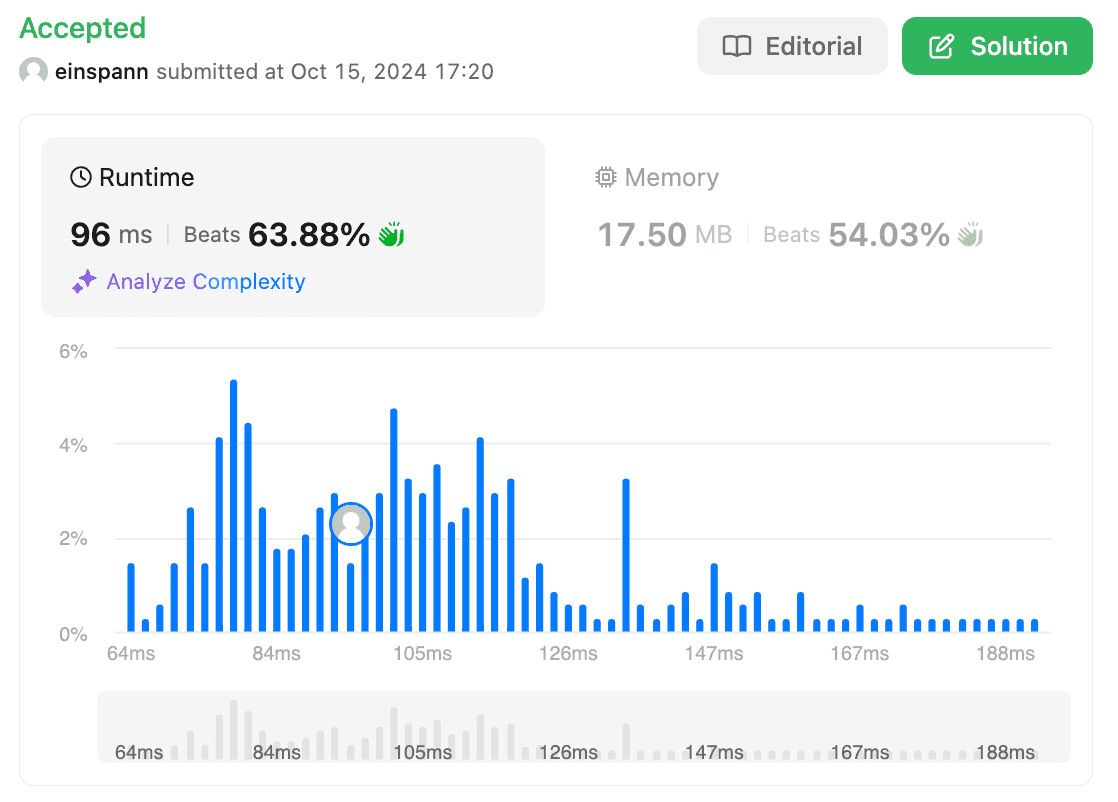 Accepted
einspann submitted at Oct 15, 2024 17:20
Editorial
Solution
Runtime
96 ms Beats 63.88%
Analyze Complexity
Memory
17.50 MB Beats 54.03%
6%
4%
2%
0%
64ms 84ms 105ms 126ms 147ms 167ms 188ms
64ms 84ms 105ms 126ms 147ms 167ms 188ms